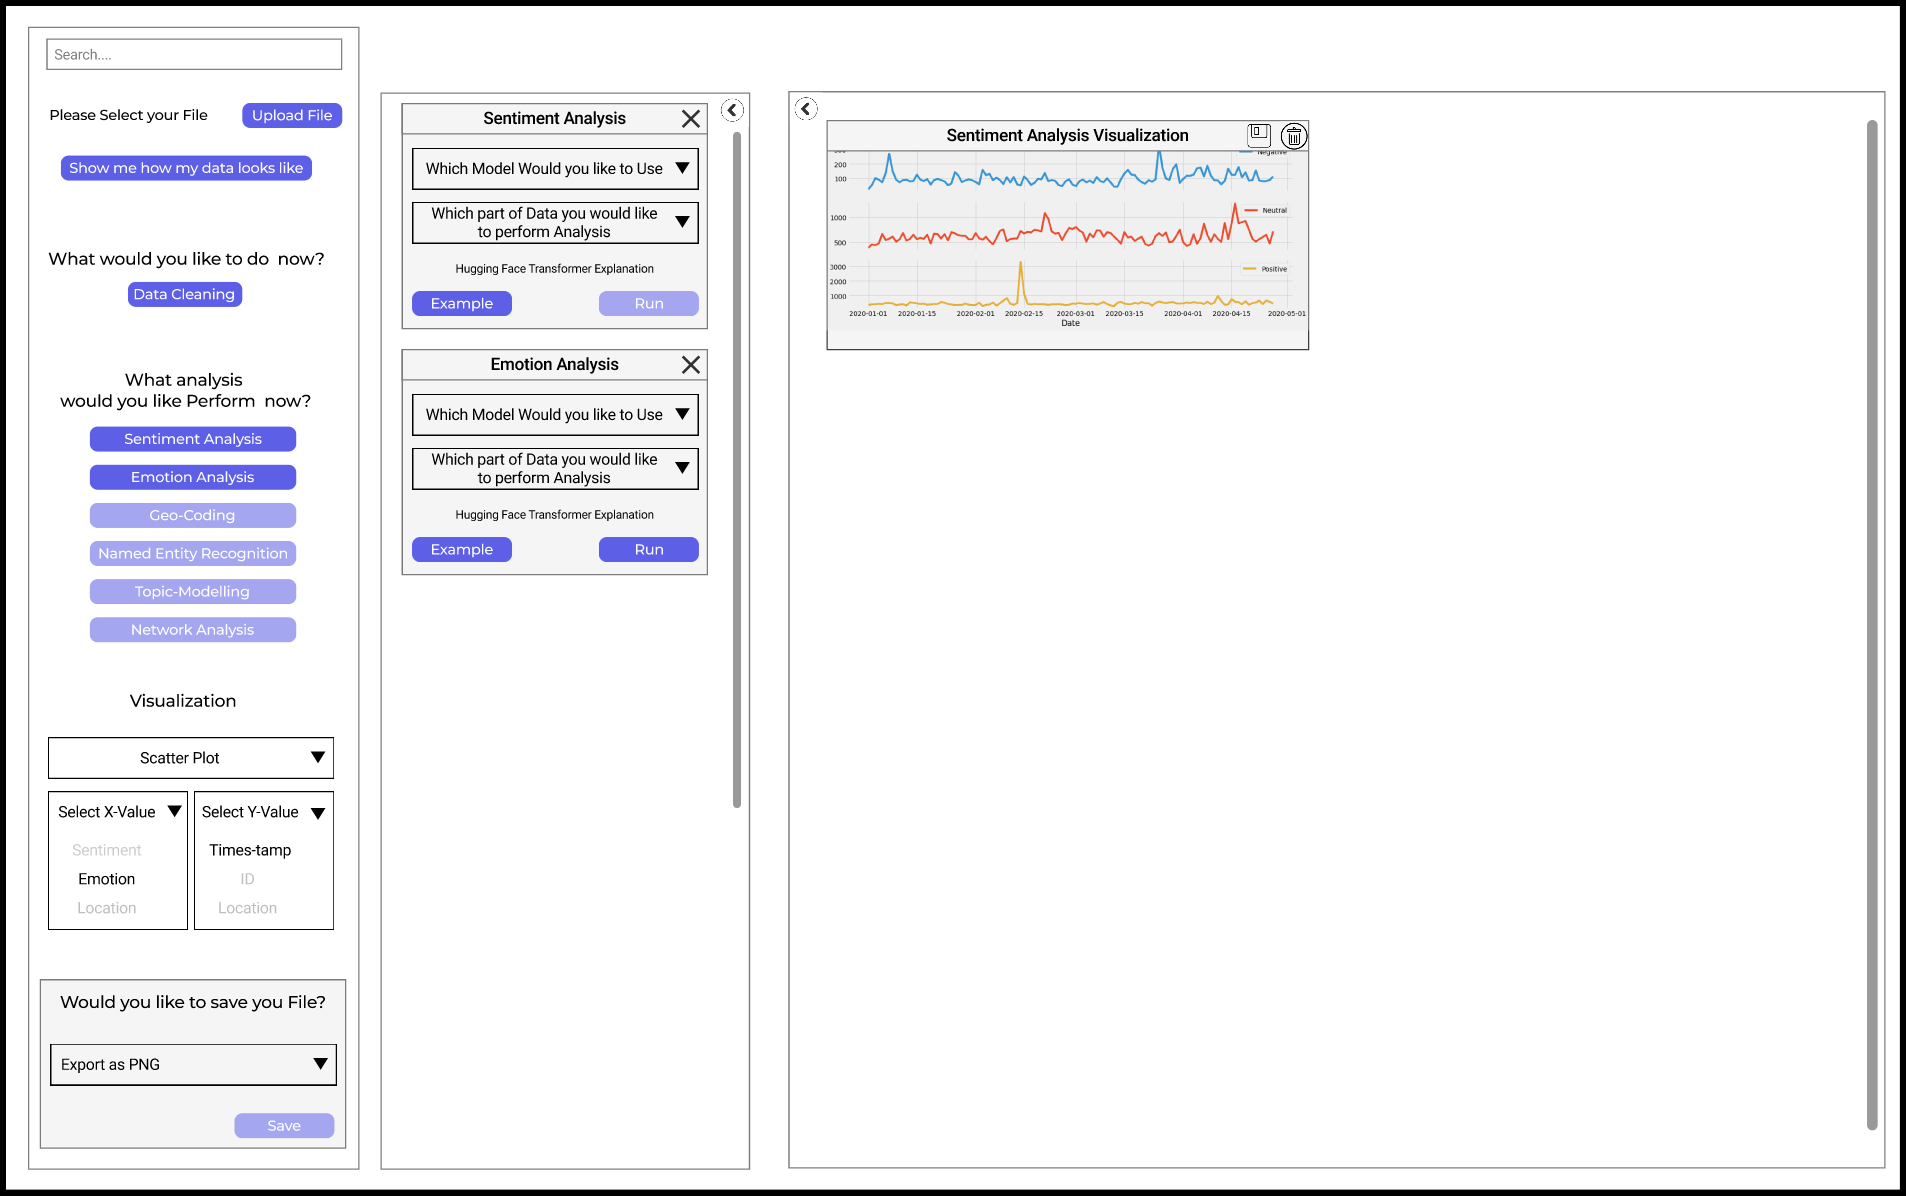 Search....
Please Select your File
Upload File
Show me how my data looks like
What would you like to do now?
Data Cleaning
What analysis
would you like Perform now?
Sentiment Analysis
Emotion Analysis
Geo-Coding
Named Entity Recognition
Topic-Modelling
Network Analysis
Visualization
Scatter Plot
Select X-Value
Sentiment
Emotion
Location
Select Y-Value
Times-tamp
ID
Location
Would you like to save you File?
Export as PNG
Save
Sentiment Analysis
Which Model Would you like to Use
Which part of Data you would like
to perform Analysis
Hugging Face Transformer Explanation
Example
Run
Emotion Analysis
Which Model Would you like to Use
Which part of Data you would like
to perform Analysis
Hugging Face Transformer Explanation
Example
Run
Sentiment Analysis Visualization
Negative
200
100
Neutral
1000
500
Positive
3000
2000
1000
2020-01-01 2020-01-15 2020-02-01 2020-02-15 2020-03-01 2020-03-15 2020-04-01 2020-04-15 2020-05-01
Date